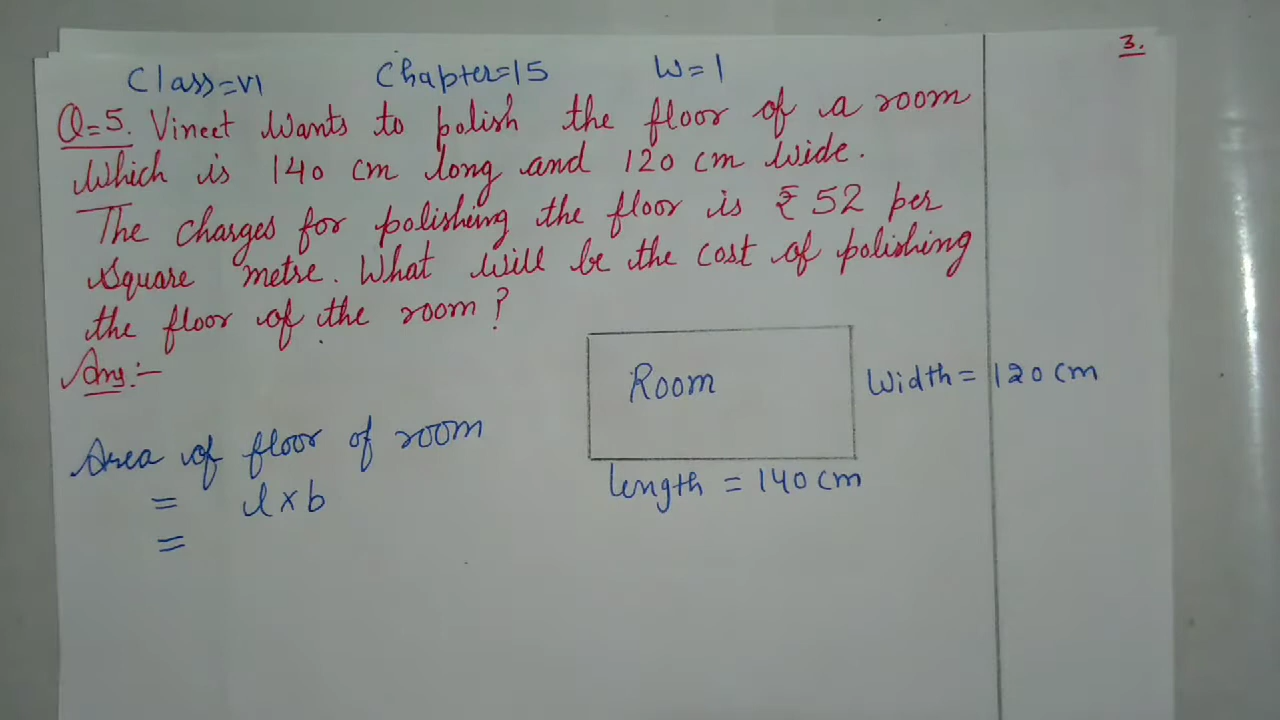 3.
Class=VI Chapter=15 W=1
Q=5. Vineet Wants to polish the floor of a room
Which is 140 cm long and 120 cm wide.
The charges for polishing the floor is ₹ 52 per
square metre. What will be the cost of polishing
the floor of the room?
Ans:-
Room
Width = 120 cm
length = 140 cm
Area of floor of room
= l×b
=